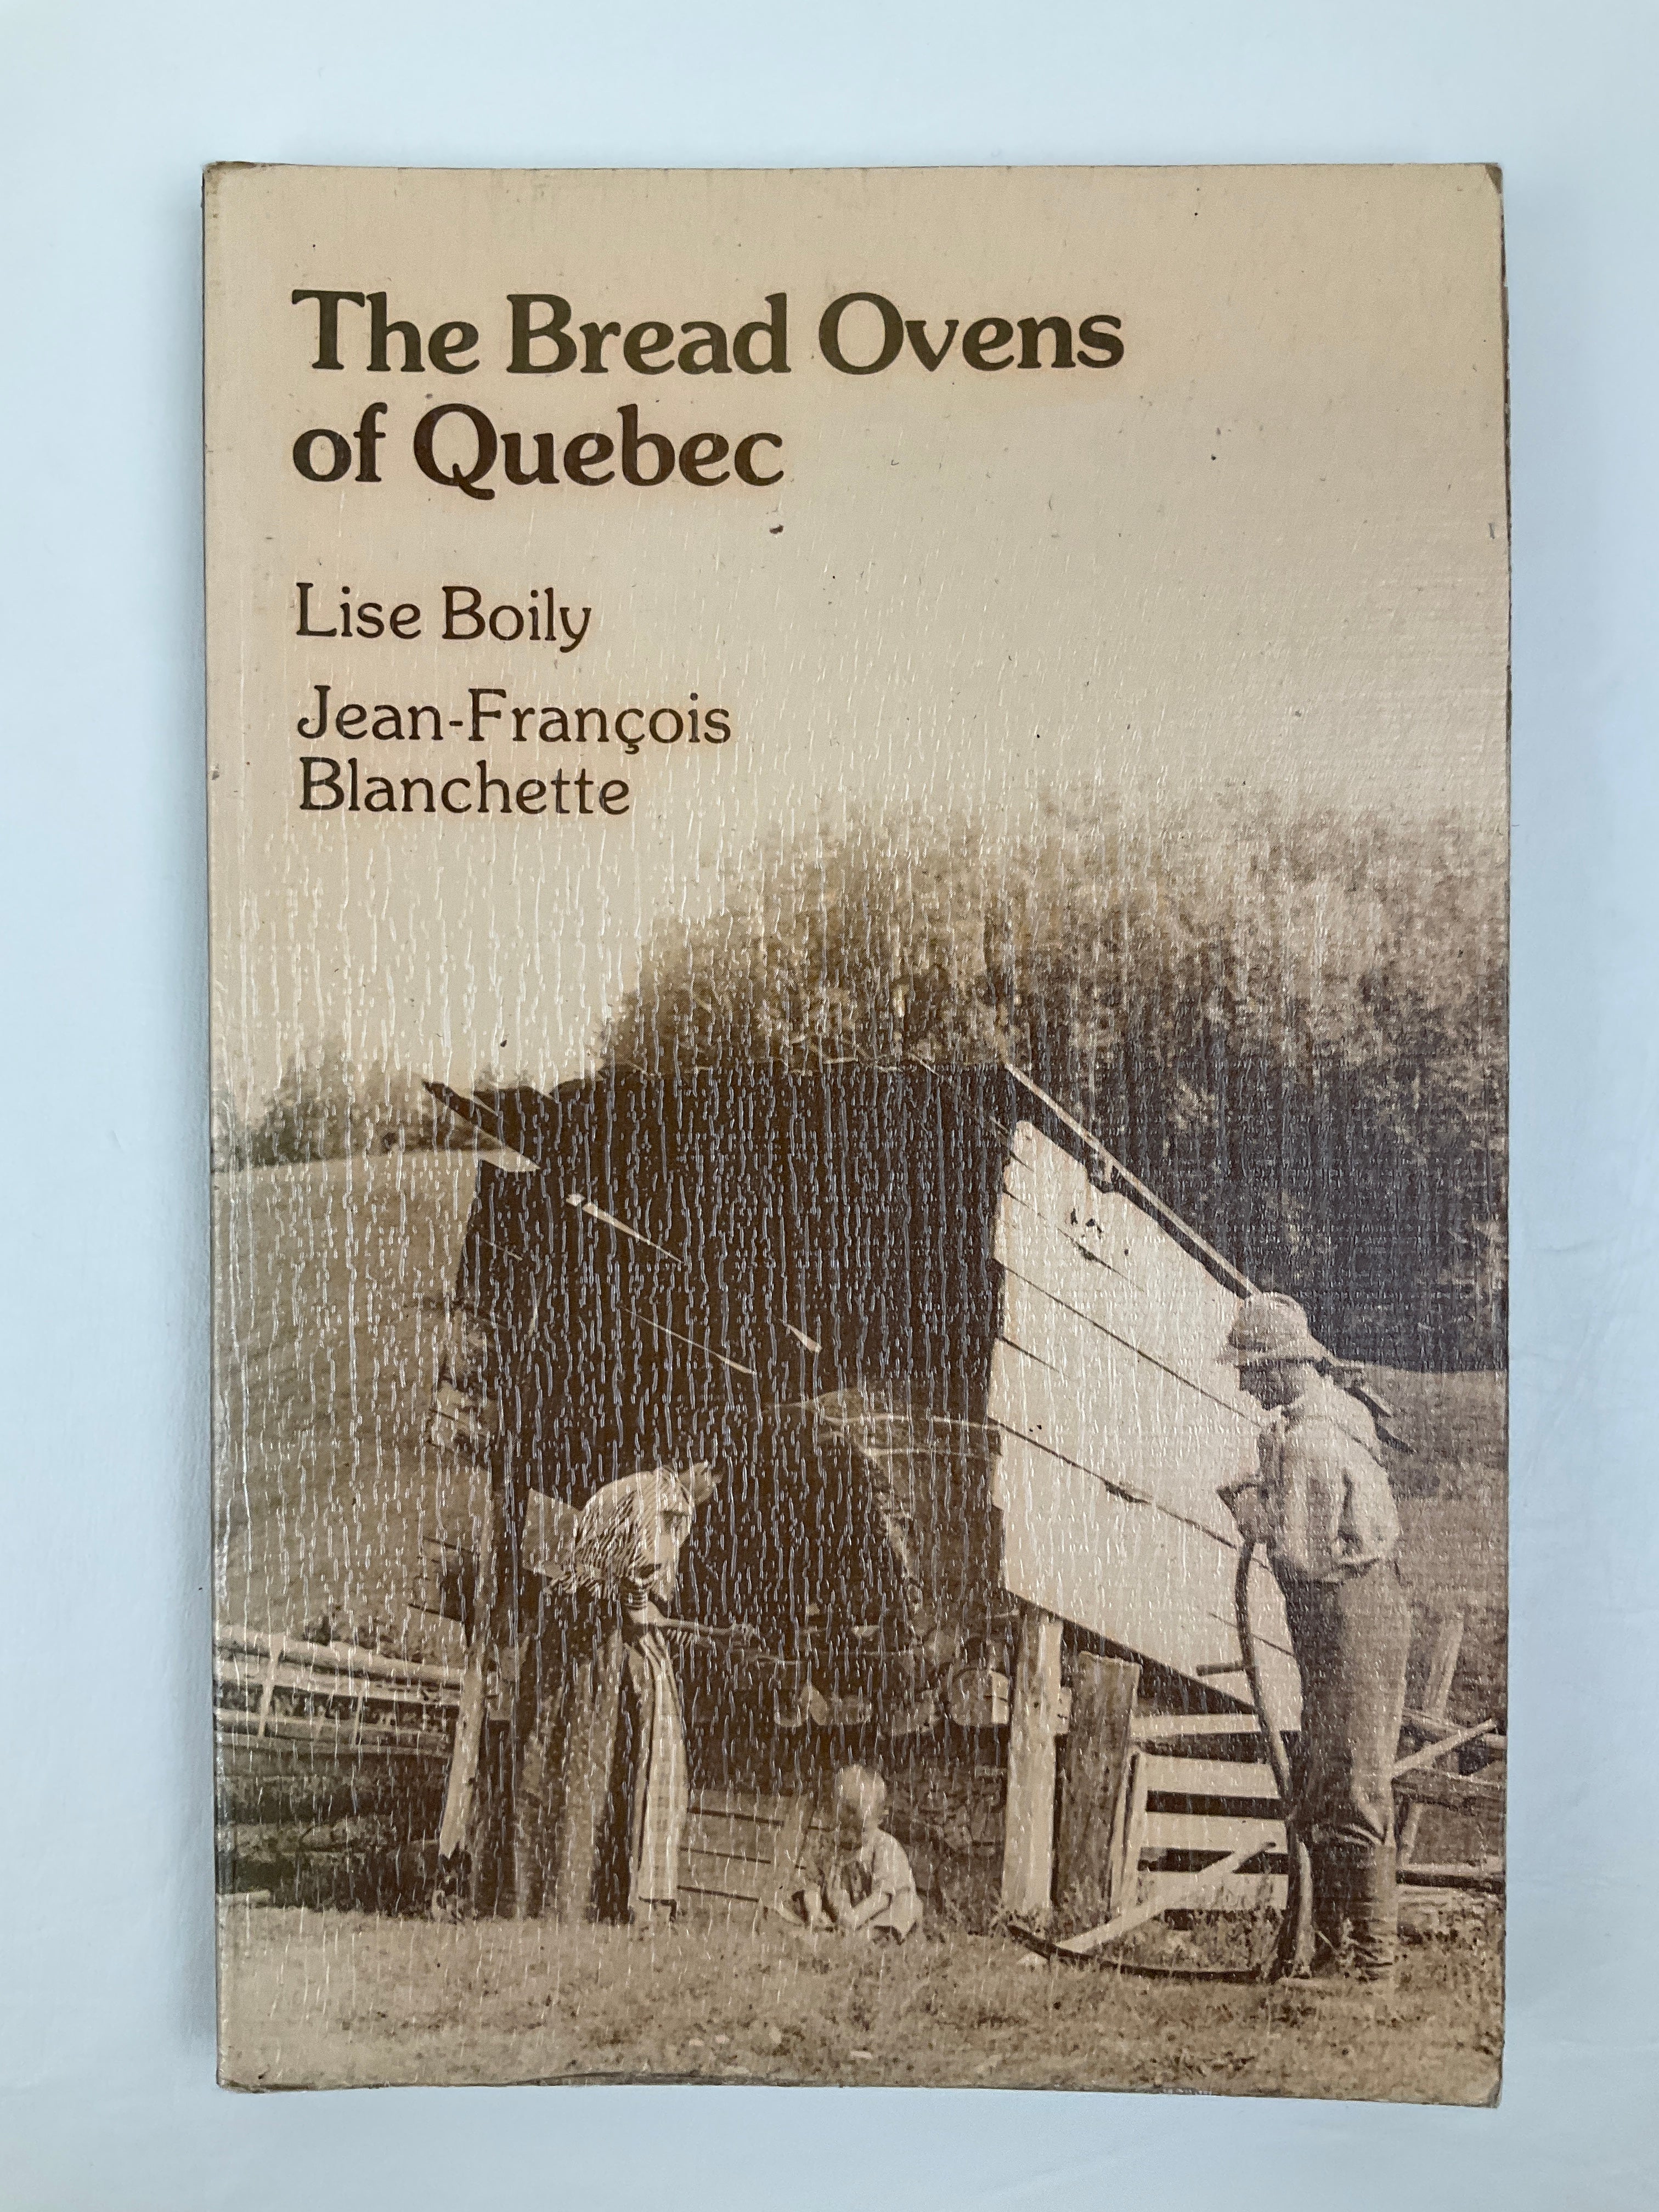 The Bread Ovens
of Quebec
Lise Boily
Jean-François
Blanchette